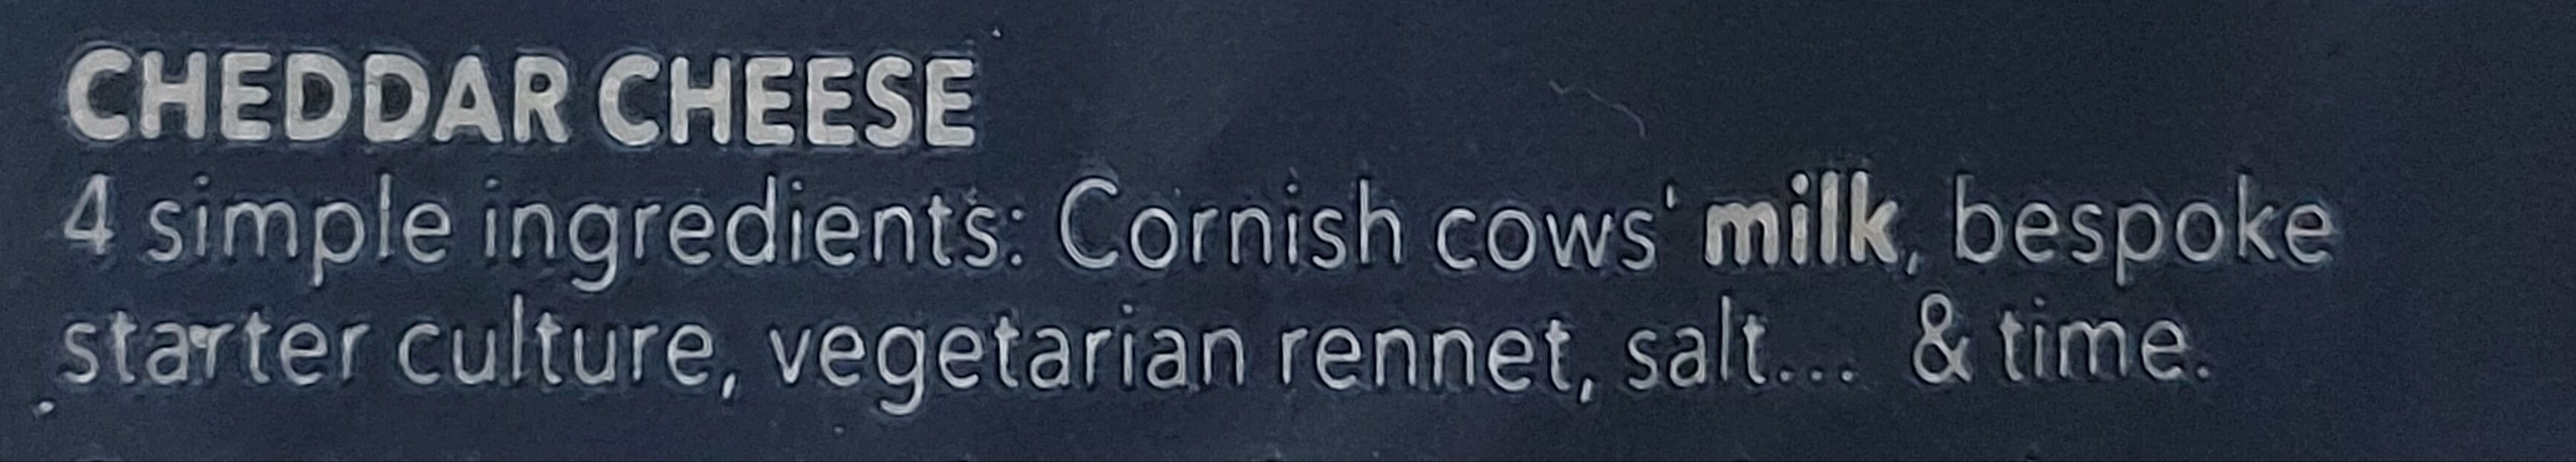 CHEDDAR CHEESE
4 simple ingredients: Cornish cows' milk, bespoke
starter culture, vegetarian rennet, salt... & time.